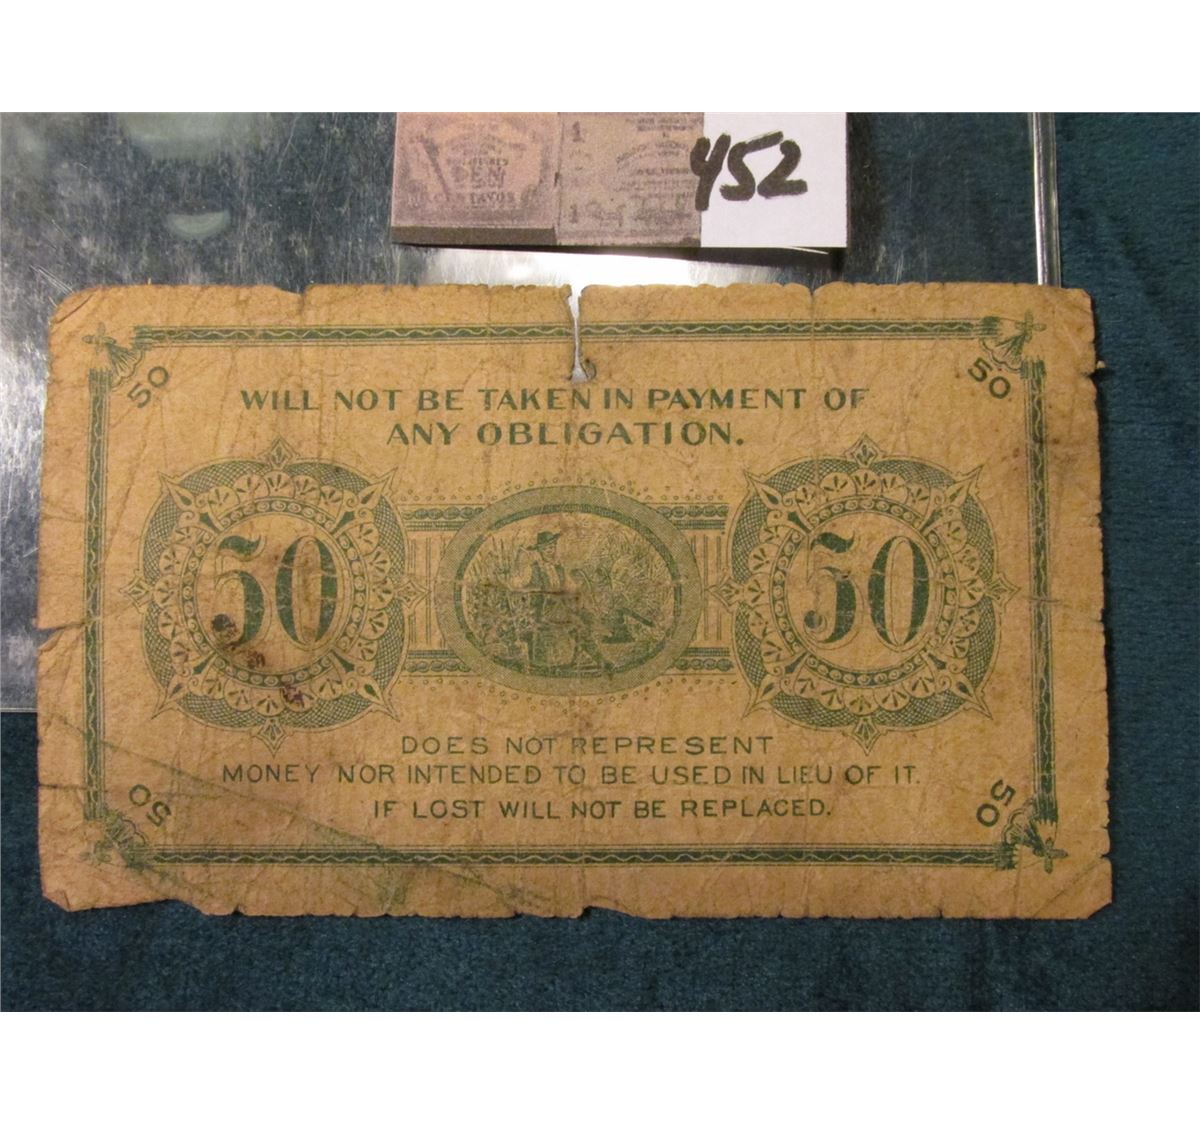 452
50 50
WILL NOT BE TAKEN IN PAYMENT OF
ANY OBLIGATION.
50 50
DOES NOT REPRESENT
MONEY NOR INTENDED TO BE USED IN LIEU OF IT.
IF LOST WILL NOT BE REPLACED.
50 50